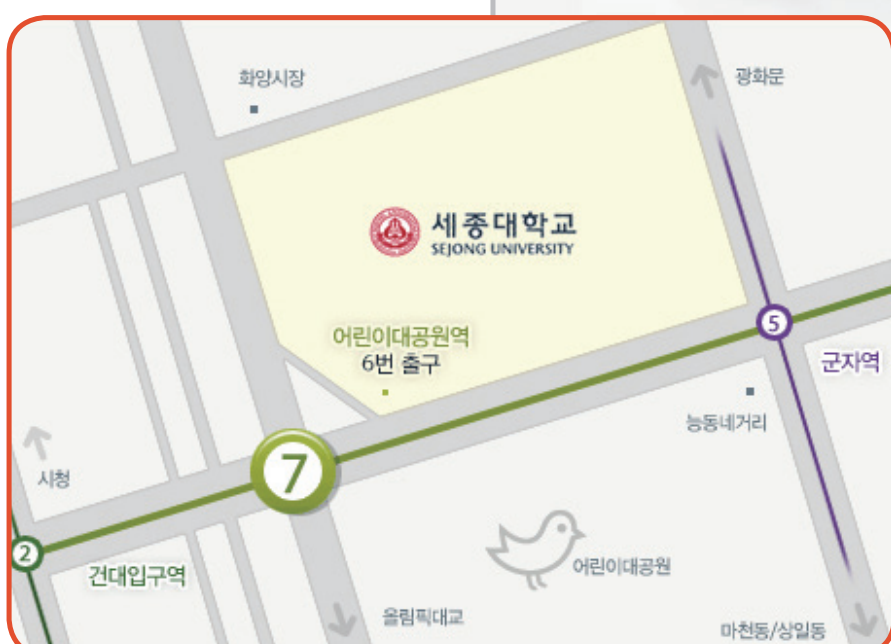 화양시장
광화문
세종대학교
SEJONG UNIVERSITY
어린이대공원역
6번 출구
5
군자역
능동네거리
7
시청
2
건대입구역
어린이대공원
올림픽대교
마천동/상일동